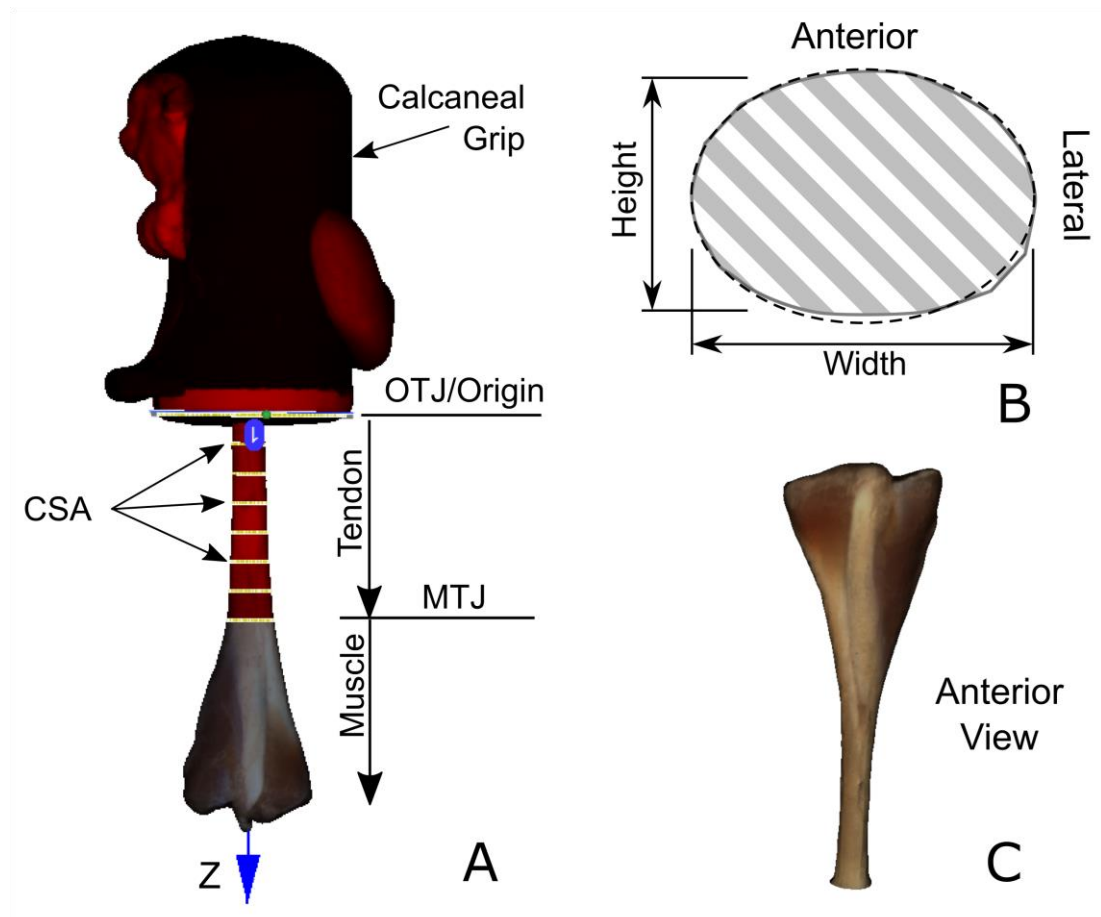 Calcaneal
Grip
OTJ/Origin
1
CSA
Tendon
MTJ
Muscle
Z
A
Anterior
Height
Lateral
Width
B
Anterior
View
C